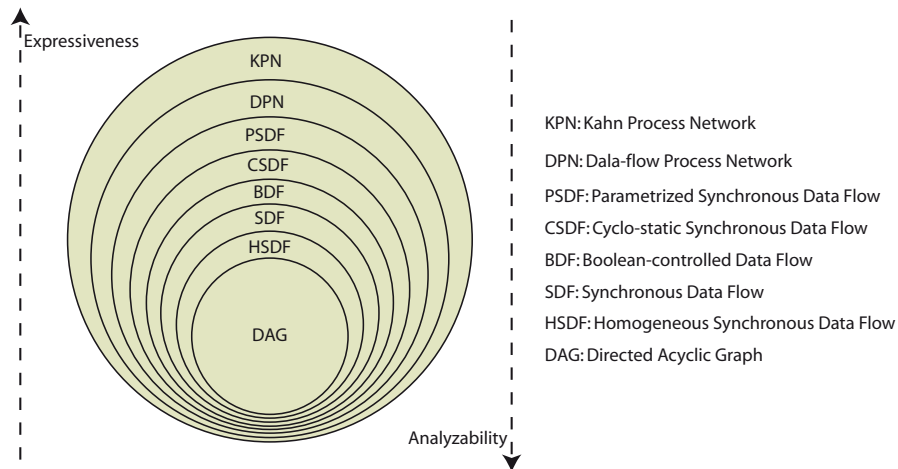 Expressiveness
KPN
DPN
PSDF
CSDF
BDF
SDF
HSDF
DAG
Analyzability
KPN: Kahn Process Network
DPN: Dala-flow Process Network
PSDF: Parametrized Synchronous Data Flow
CSDF: Cyclo-static Synchronous Data Flow
BDF: Boolean-controlled Data Flow
SDF: Synchronous Data Flow
HSDF: Homogeneous Synchronous Data Flow
DAG: Directed Acyclic Graph